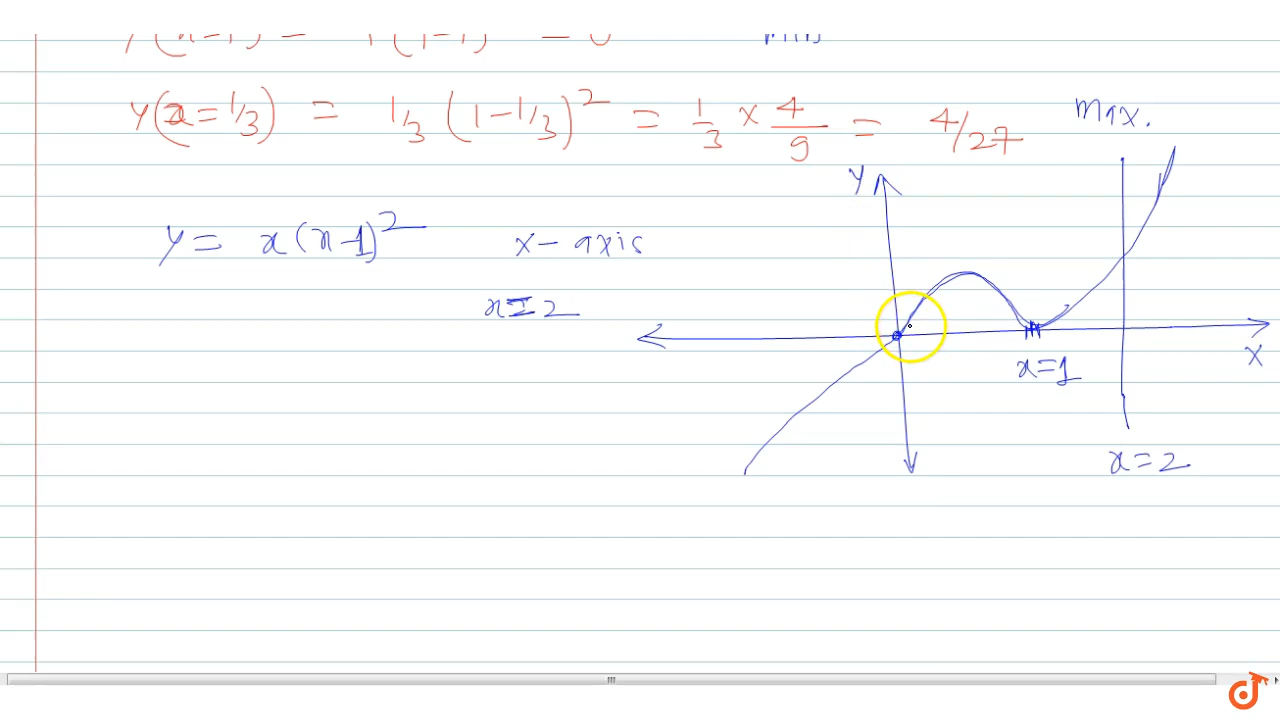 y(x=1/3) = 1/3 (1-1/3)^2 = 1/3 × 4/9 = 4/27 max.
y
y = x(x-1)^2 x-axis
x = 2
x
x=1
x=2